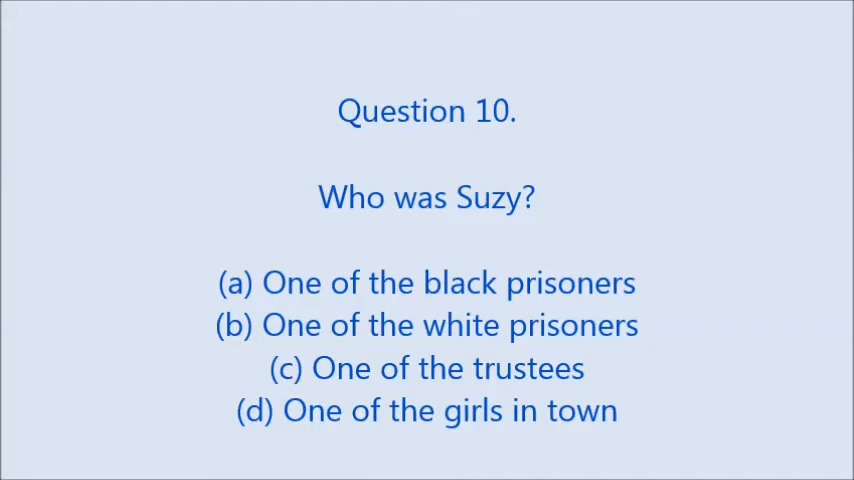 Question 10.
Who was Suzy?
(a) One of the black prisoners
(b) One of the white prisoners
(c) One of the trustees
(d) One of the girls in town